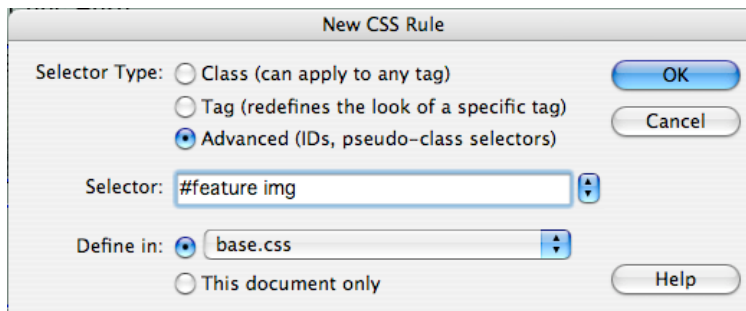 New CSS Rule
Selector Type: Class (can apply to any tag)
OK
Tag (redefines the look of a specific tag)
Cancel
Advanced (IDs, pseudo-class selectors)
Selector: #feature img
Define in: base.css
This document only
Help